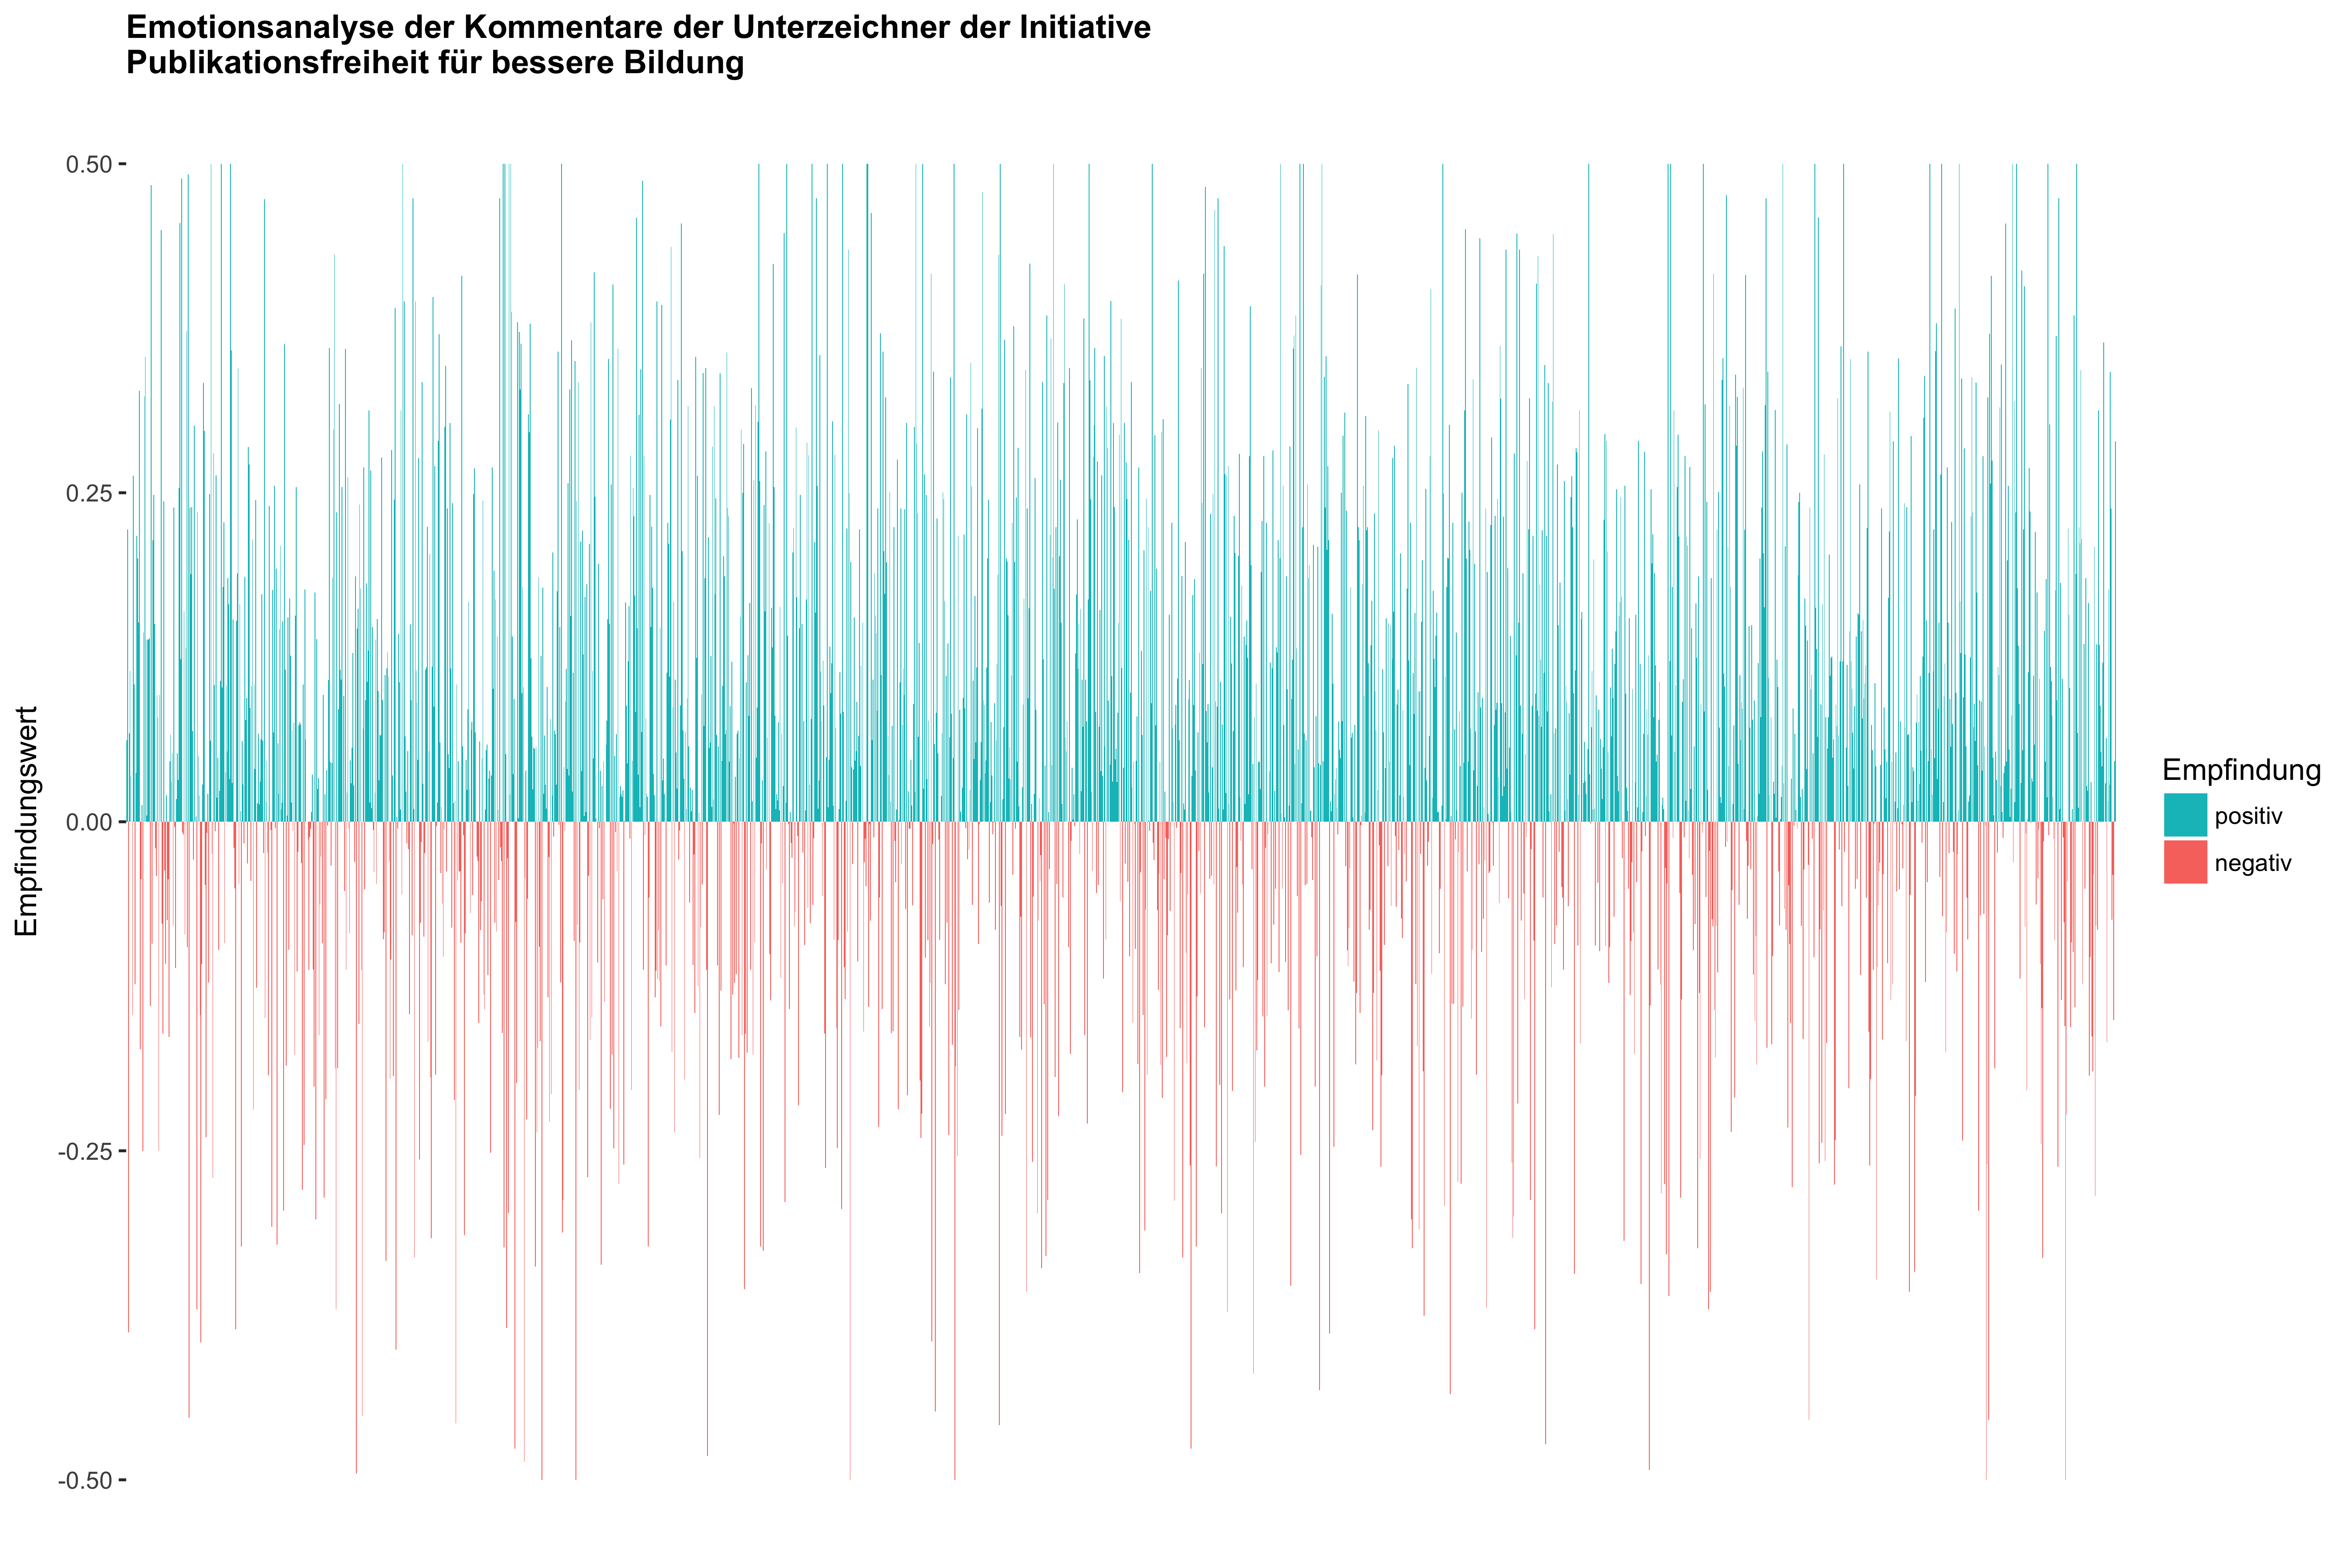 Emotionsanalyse der Kommentare der Unterzeichner der Initiative
Publikationsfreiheit für bessere Bildung
0.50
0.25
0.00
-0.25
-0.50
Empfindungswert
Empfindung
positiv
negativ